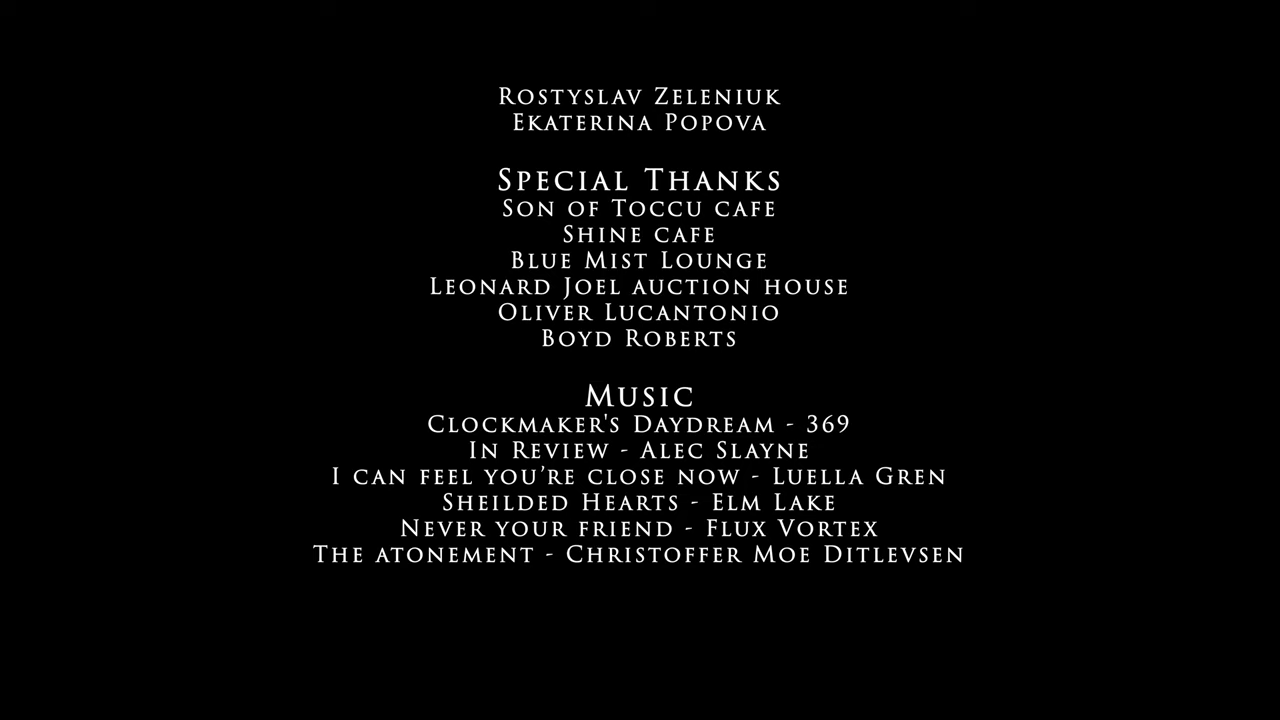 Rostyslav Zeleniuk
Ekaterina Popova
Special Thanks
Son of Toccu cafe
Shine cafe
Blue Mist Lounge
Leonard Joel auction house
Oliver Lucantonio
Boyd Roberts
Music
Clockmaker's Daydream - 369
In Review - Alec Slayne
I can feel you’re close now - Luella Gren
Sheilded Hearts - Elm Lake
Never your friend - Flux Vortex
The atonement - Christoffer Moe Ditlevsen